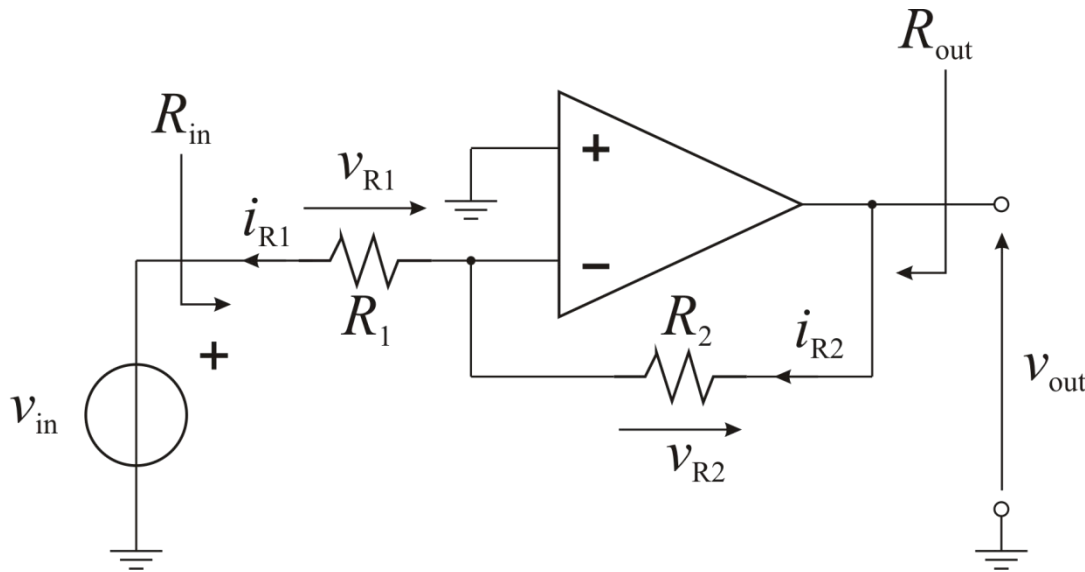 R_out
R_in
v_R1
+
i_R1
−
R_1
R_2
i_R2
+
v_in
v_out
v_R2